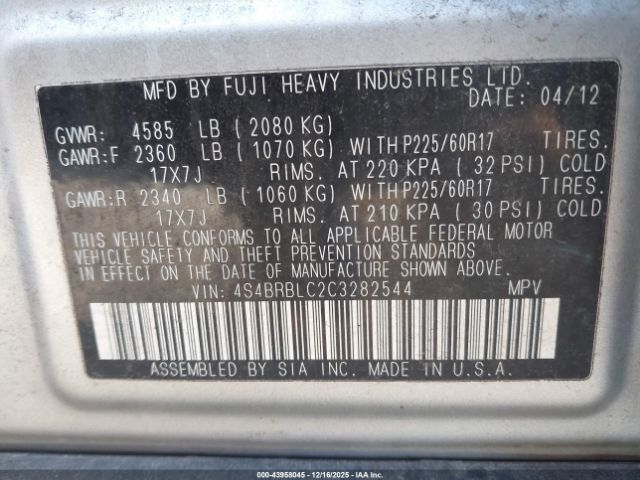 MFD BY FUJI HEAVY INDUSTRIES LTD.
DATE: 04/12
GVWR: 4585 LB ( 2080 KG)
GAWR:F 2360 LB ( 1070 KG) WITH P225/60R17 TIRES.
17X7J RIMS. AT 220 KPA ( 32 PSI) COLD
GAWR:R 2340 LB ( 1060 KG) WITH P225/60R17 TIRES.
17X7J RIMS. AT 210 KPA ( 30 PSI) COLD
THIS VEHICLE CONFORMS TO ALL APPLICABLE FEDERAL MOTOR
VEHICLE SAFETY AND THEFT PREVENTION STANDARDS
IN EFFECT ON THE DATE OF MANUFACTURE SHOWN ABOVE.
VIN: 4S4BRBLC2C3282544 MPV
ASSEMBLED BY SIA INC. MADE IN U.S.A.
000-43958045 - 12/16/2025 - IAAI.COM